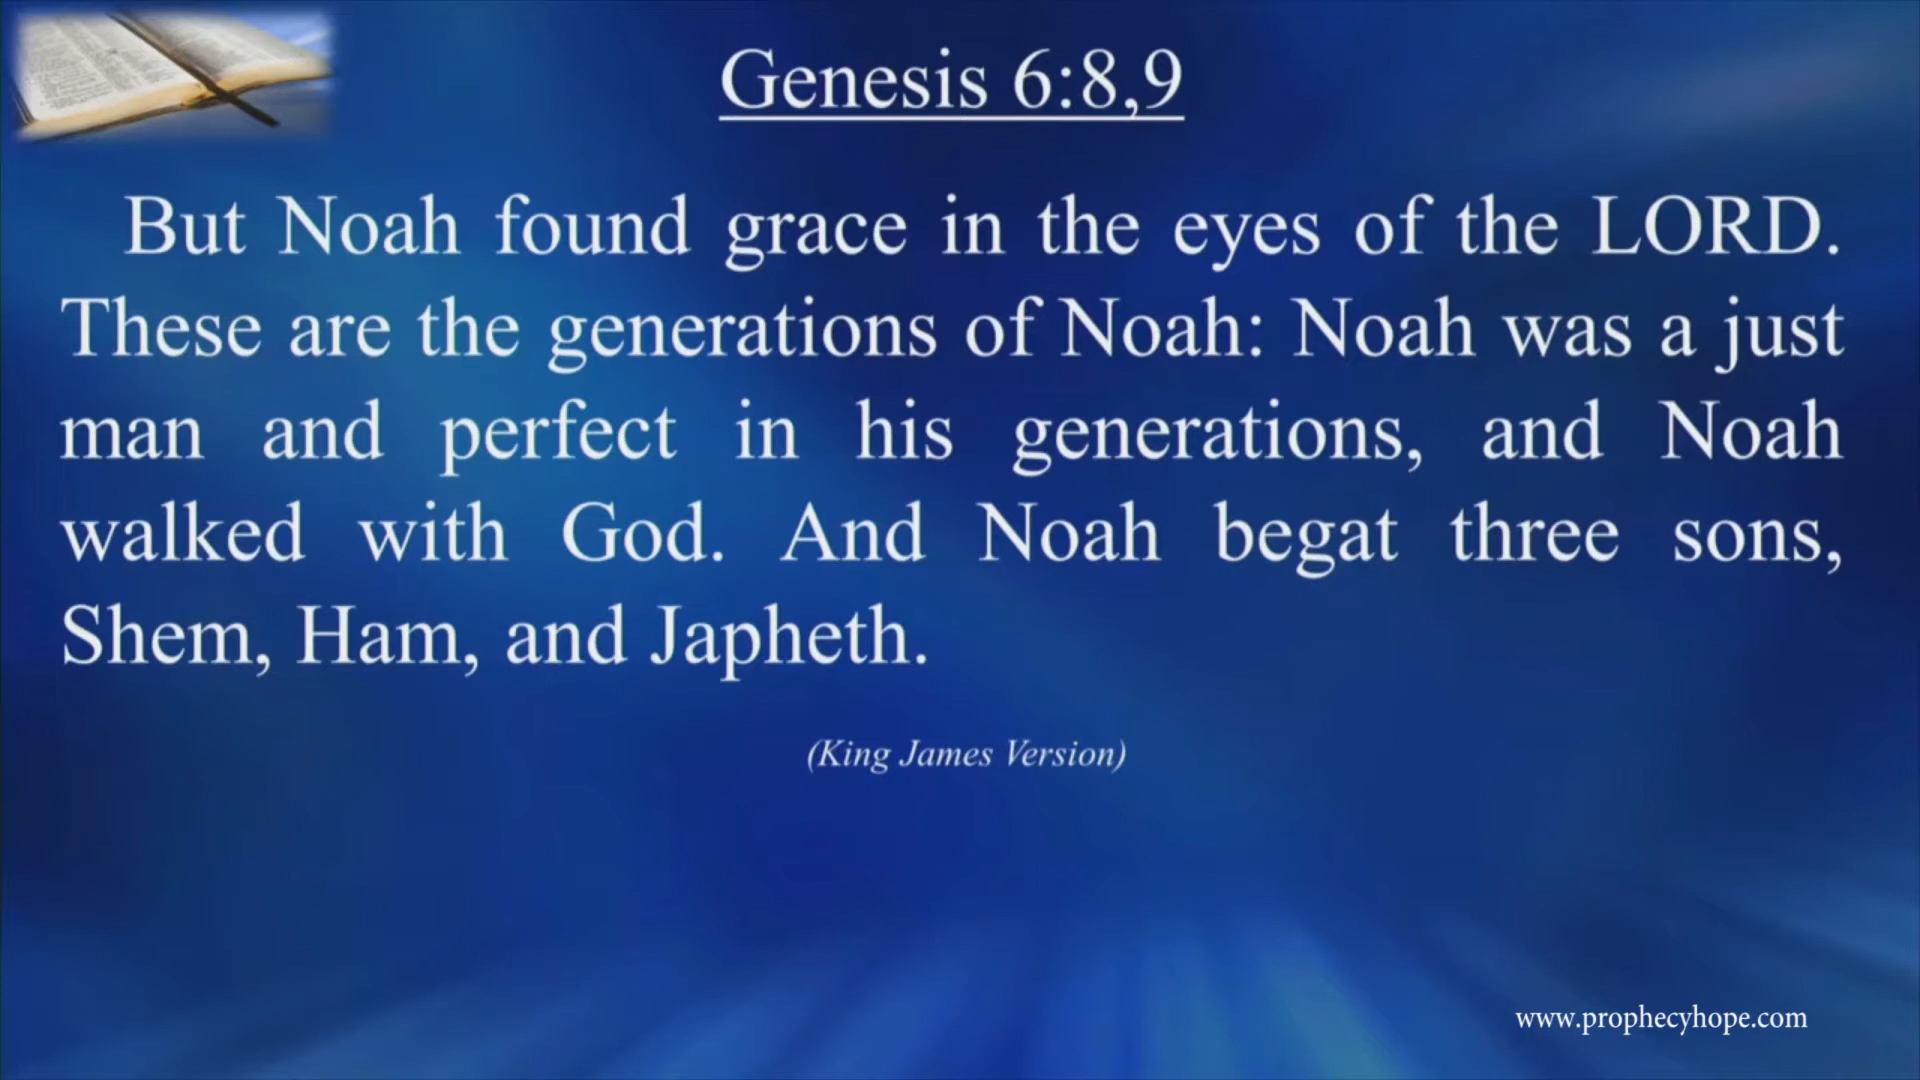 Genesis 6:8,9
But Noah found grace in the eyes of the LORD.
These are the generations of Noah: Noah was a just
man and perfect in his generations, and Noah
walked with God. And Noah begat three sons,
Shem, Ham, and Japheth.
(King James Version)
www.prophecyhope.com